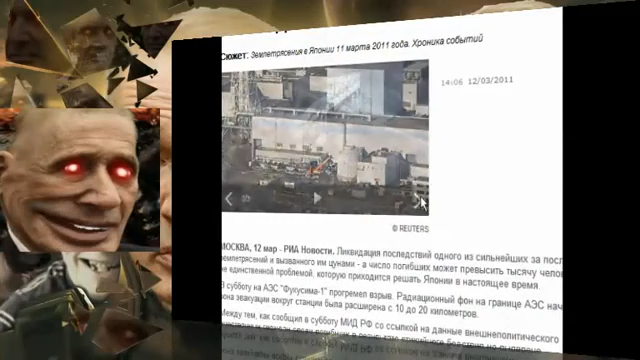 Сюжет: Землетрясения в Японии 11 марта 2011 года. Хроника событий
14:06 12/03/2011
© REUTERS
МОСКВА, 12 мар - РИА Новости. Ликвидация последствий одного из сильнейших за посл
землетрясений и вызванного им цунами - а число погибших может превысить тысячу чело
не единственной проблемой, которую приходится решать Японии в настоящее время.
В субботу на АЭС "Фукусима-1" прогремел взрыв. Радиационный фон на границе АЭС нач
зона эвакуации вокруг станции была расширена с 10 до 20 километров.
Между тем, как сообщил в субботу МИД РФ со ссылкой на данные внешнеполитического